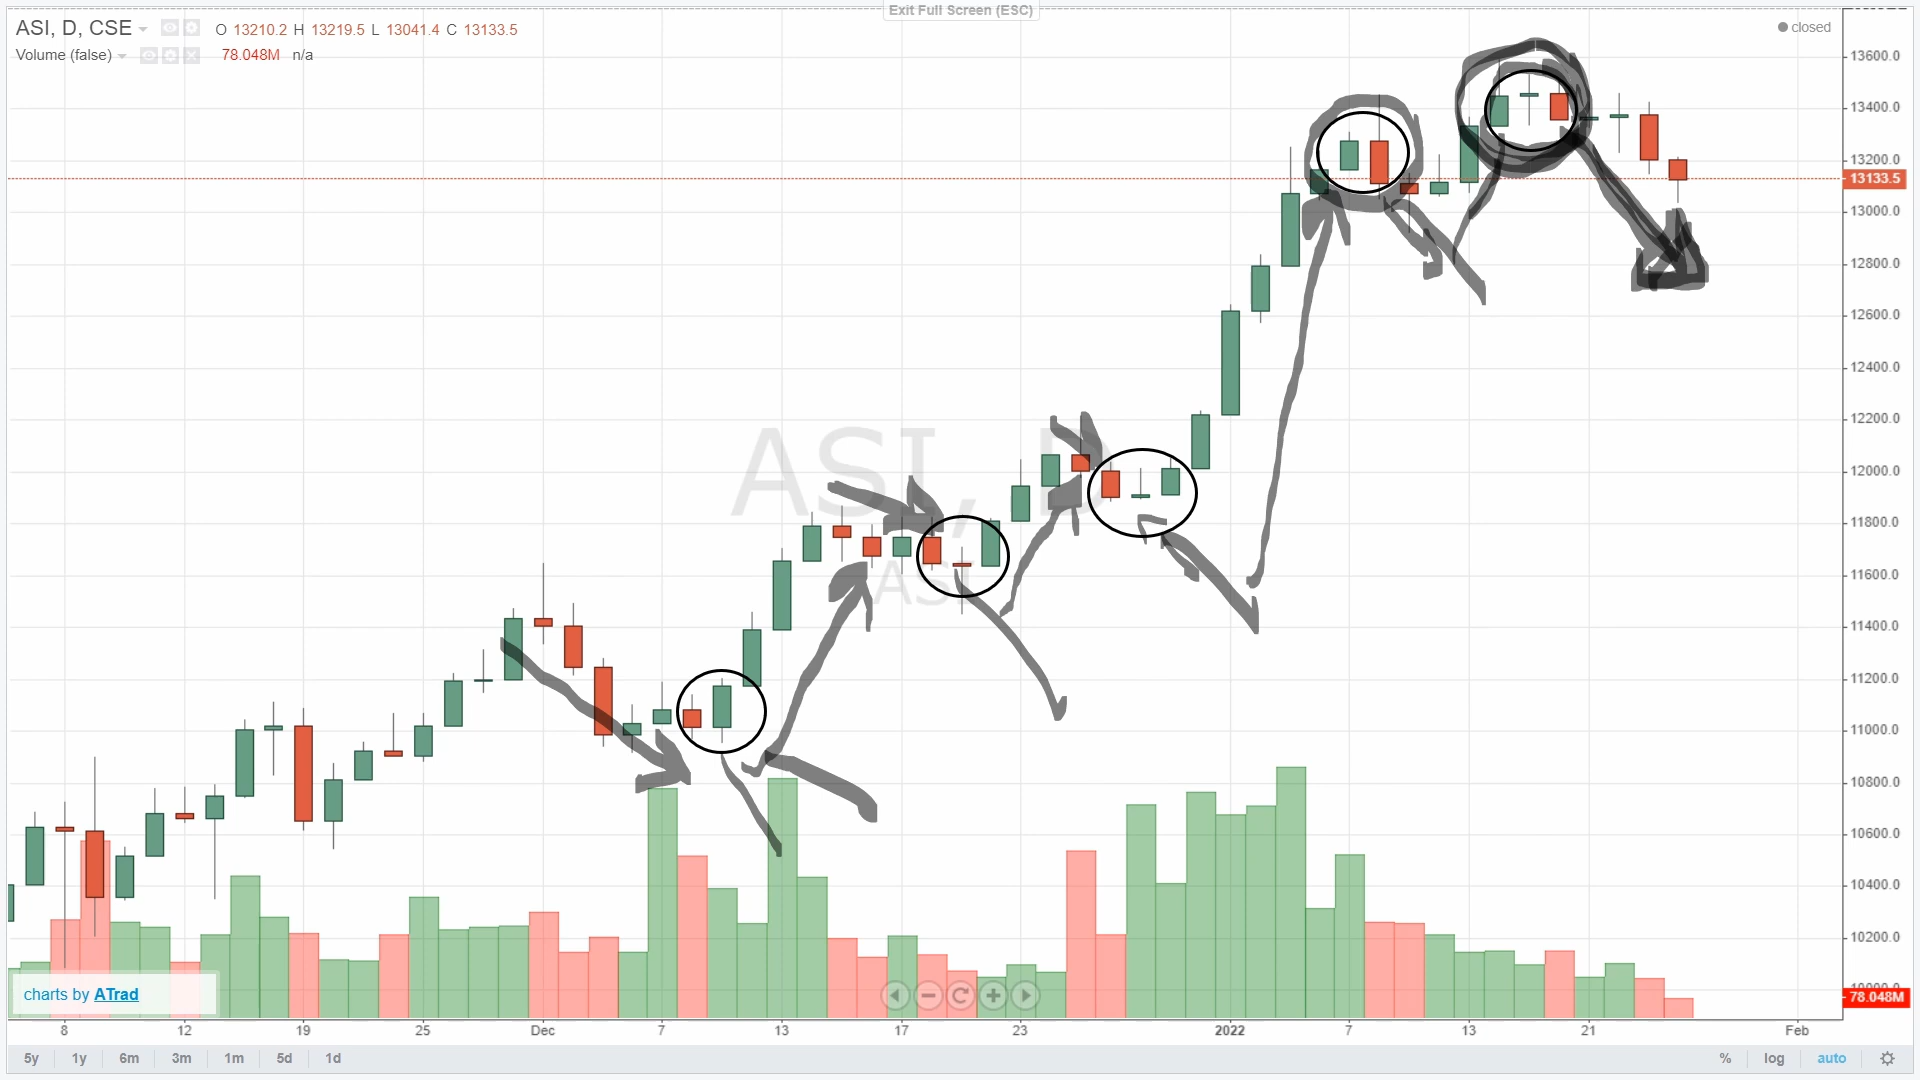 Exit Full Screen (ESC)
ASI, D, CSE O 13210.2 H 13219.5 L 13041.4 C 13133.5
closed
Volume (false) 78.048M n/a
13600.0
13400.0
13200.0
13133.5
13000.0
12800.0
12600.0
12400.0
12200.0
12000.0
11800.0
11600.0
11400.0
11200.0
11000.0
10800.0
10600.0
10400.0
10200.0
10000.0
78.048M
ASI, D
ASI
charts by ATrad
8 12 19 25 Dec 7 13 17 23 2022 7 13 21 Feb
5y 1y 6m 3m 1m 5d 1d % log auto